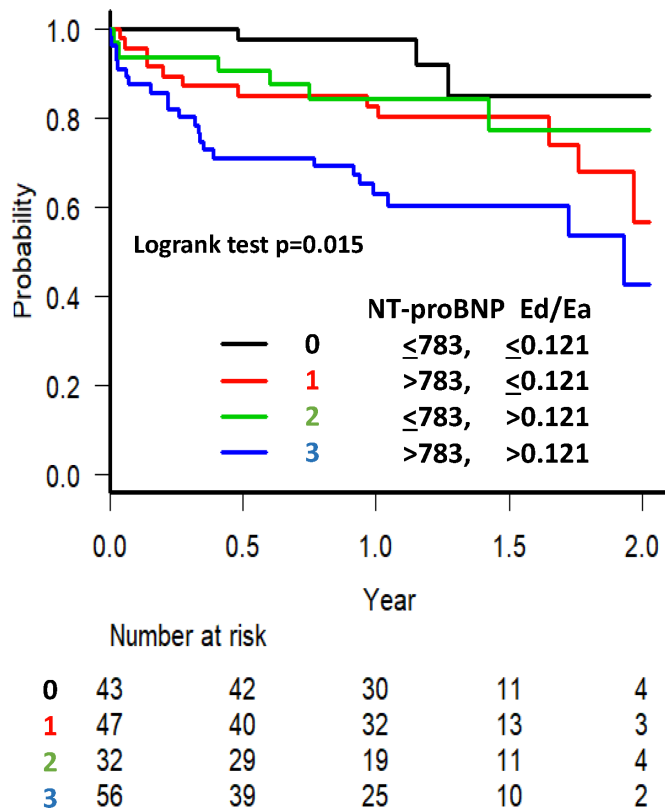 1.0
0.8
0.6
0.4
0.2
0.0
Probability
Logrank test p=0.015
NT-proBNP Ed/Ea
0 ≤783, ≤0.121
1 >783, ≤0.121
2 ≤783, >0.121
3 >783, >0.121
0.0 0.5 1.0 1.5 2.0
Year
Number at risk
0 43 42 30 11 4
1 47 40 32 13 3
2 32 29 19 11 4
3 56 39 25 10 2